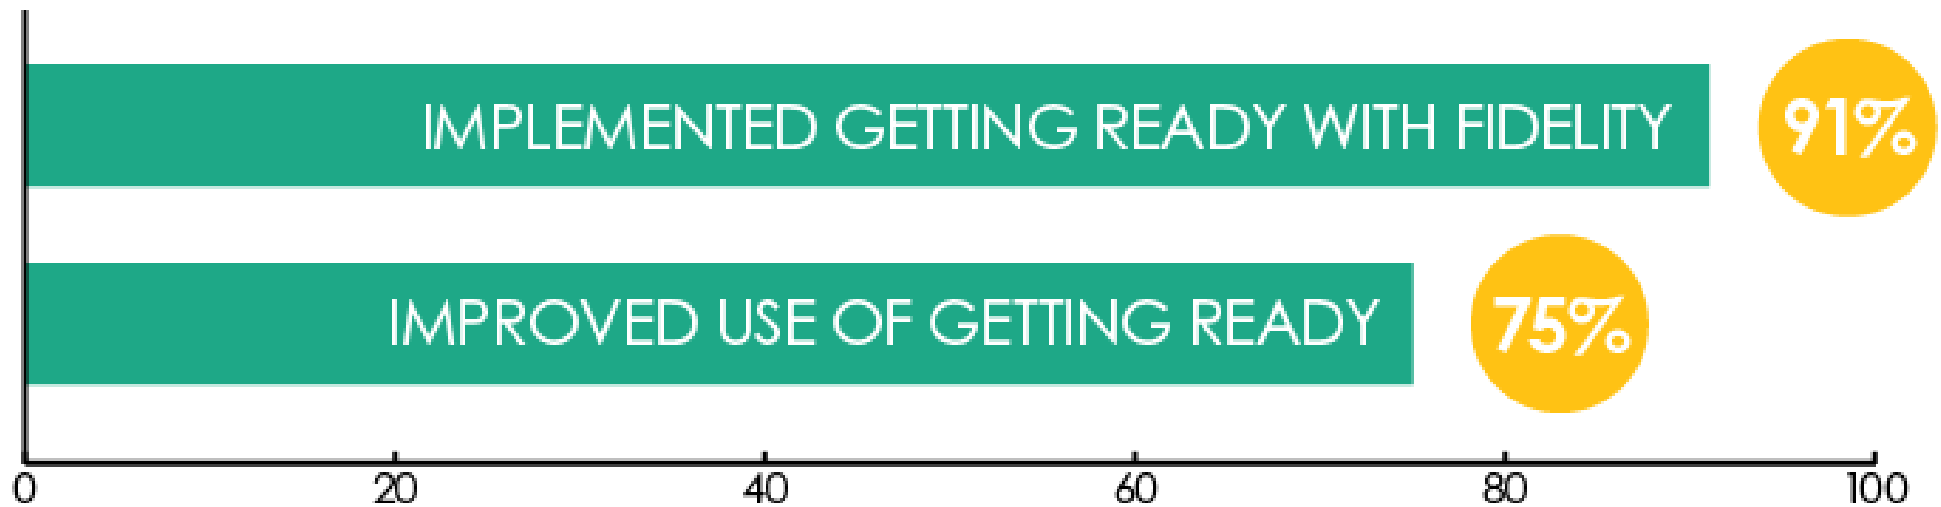 IMPLEMENTED GETTING READY WITH FIDELITY 91%
IMPROVED USE OF GETTING READY 75%
0 20 40 60 80 100